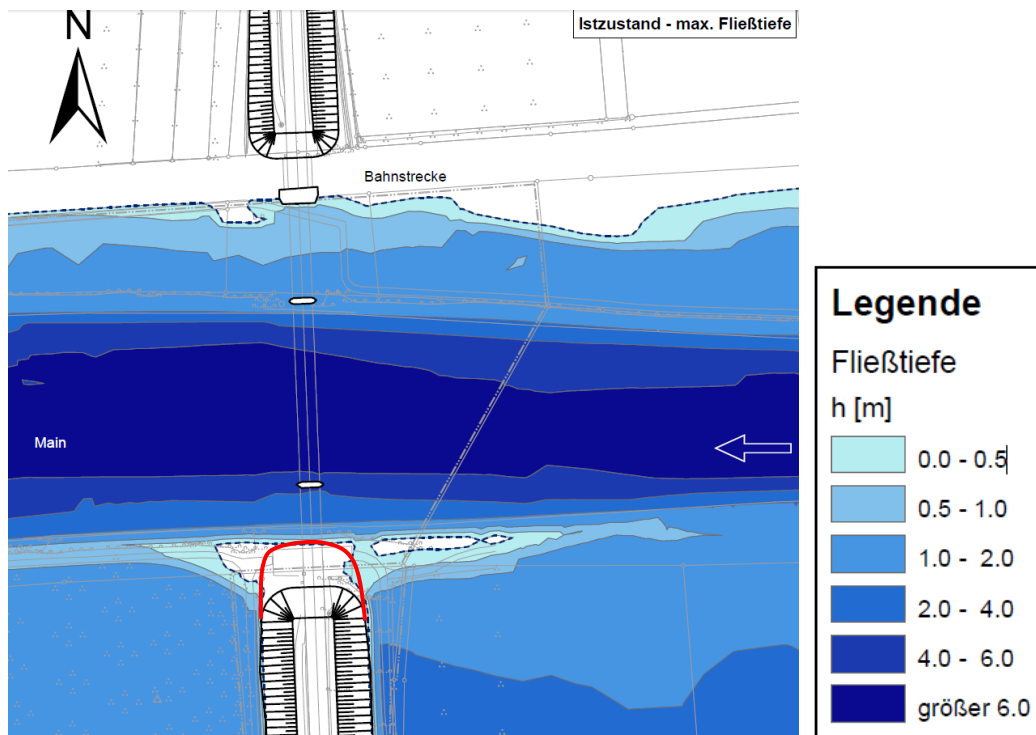 N
Istzustand - max. Fließtiefe
Bahnstrecke
Main
Legende
Fließtiefe
h [m]
0.0 - 0.5
0.5 - 1.0
1.0 - 2.0
2.0 - 4.0
4.0 - 6.0
größer 6.0